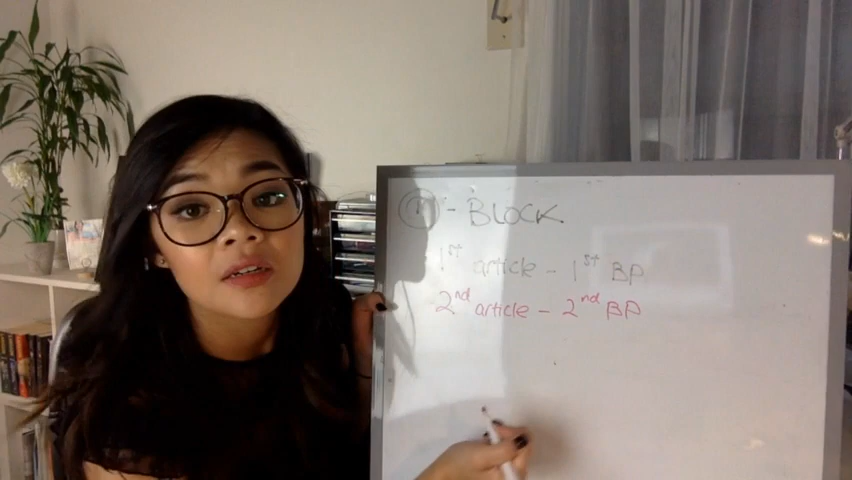 ① - BLOCK
1st article - 1st BP
2nd article - 2nd BP